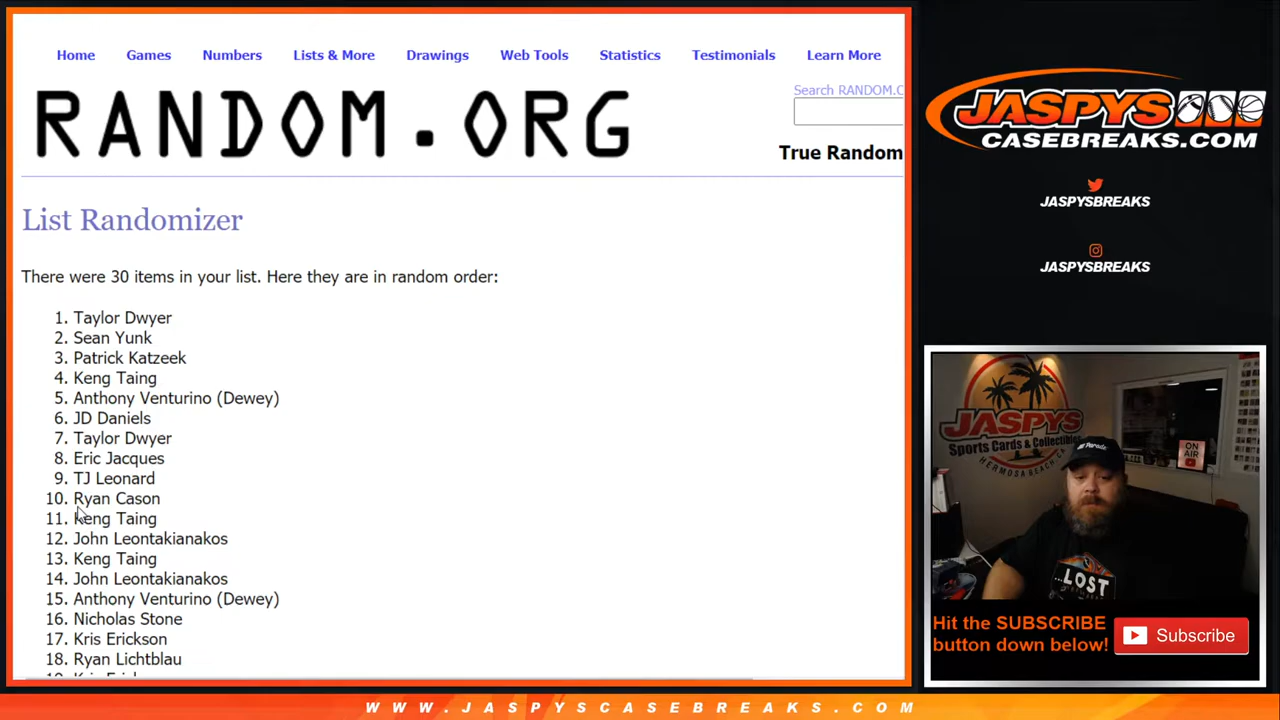 Home Games Numbers Lists & More Drawings Web Tools Statistics Testimonials Learn More
RANDOM.ORG
Search RANDOM.C
True Random
List Randomizer
There were 30 items in your list. Here they are in random order:
1. Taylor Dwyer
2. Sean Yunk
3. Patrick Katzeek
4. Keng Taing
5. Anthony Venturino (Dewey)
6. JD Daniels
7. Taylor Dwyer
8. Eric Jacques
9. TJ Leonard
10. Ryan Cason
11. Keng Taing
12. John Leontakianakos
13. Keng Taing
14. John Leontakianakos
15. Anthony Venturino (Dewey)
16. Nicholas Stone
17. Kris Erickson
18. Ryan Lichtblau
JASPYS
CASEBREAKS.COM
JASPYSBREAKS
JASPYSBREAKS
JASPYS
Sports Cards & Collectibles
HERMOSA BEACH, CA
ON
AIR
Parade
...LOST
Hit the SUBSCRIBE
button down below!
Subscribe
WWW.JASPYSCASEBREAKS.COM